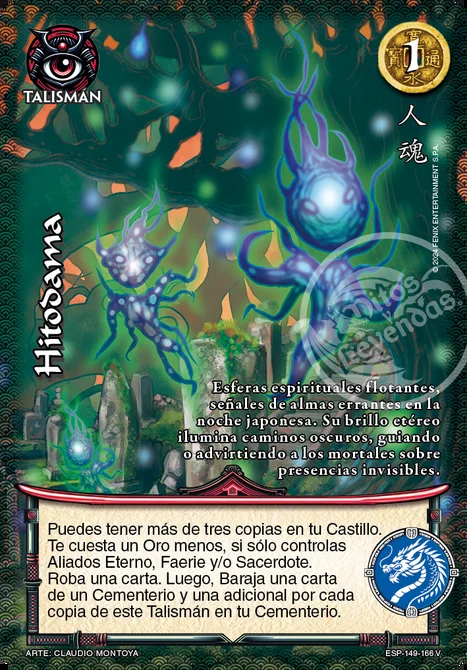 TALISMÁN
1
人魂
© 2024 FENIX ENTERTAINMENT S.P.A.
Mitos
Leyendas
Hitodama
Esferas espirituales flotantes,
señales de almas errantes en la
noche japonesa. Su brillo etéreo
ilumina caminos oscuros, guiando
o advirtiendo a los mortales sobre
presencias invisibles.
Puedes tener más de tres copias en tu Castillo.
Te cuesta un Oro menos, si sólo controlas
Aliados Eterno, Faerie y/o Sacerdote.
Roba una carta. Luego, Baraja una carta
de un Cementerio y una adicional por cada
copia de este Talismán en tu Cementerio.
ARTE: CLAUDIO MONTOYA
ESP-149-166 V